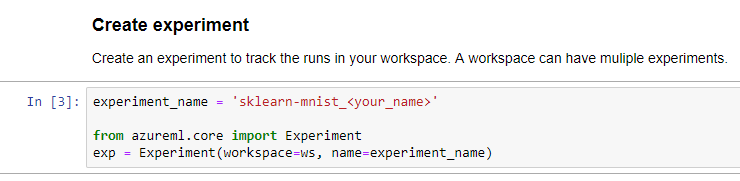 Create experiment
Create an experiment to track the runs in your workspace. A workspace can have muliple experiments.
In [3]: experiment_name = 'sklearn-mnist_<your_name>'
from azureml.core import Experiment
exp = Experiment(workspace=ws, name=experiment_name)